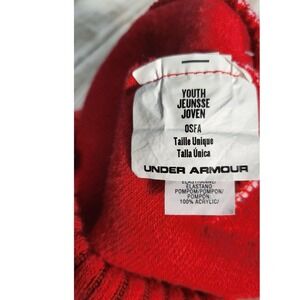 YOUTH
JEUNSSE
JOVEN
OSFA
Taille Unique
Talla Única
UNDER ARMOUR
ELASTANO
POMPOM/POMPON/
POMPON:
100% ACRYLIC/